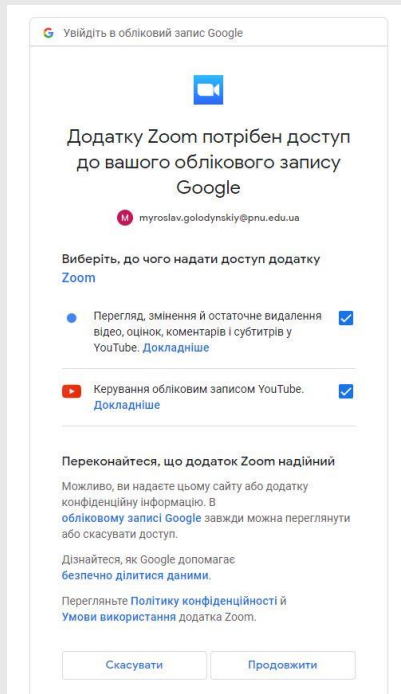 Увійдіть в обліковий запис Google
Додатку Zoom потрібен доступ
до вашого облікового запису
Google
M myroslav.golodynskiy@pnu.edu.ua
Виберіть, до чого надати доступ додатку
Zoom
Перегляд, змінення й остаточне видалення
відео, оцінок, коментарів і субтитрів у
YouTube. Докладніше
Керування обліковим записом YouTube.
Докладніше
Переконайтеся, що додаток Zoom надійний
Можливо, ви надаєте цьому сайту або додатку
конфіденційну інформацію. В
обліковому записі Google завжди можна переглянути
або скасувати доступ.
Дізнайтеся, як Google допомагає
безпечно ділитися даними.
Перегляньте Політику конфіденційності й
Умови використання додатка Zoom.
Скасувати Продовжити